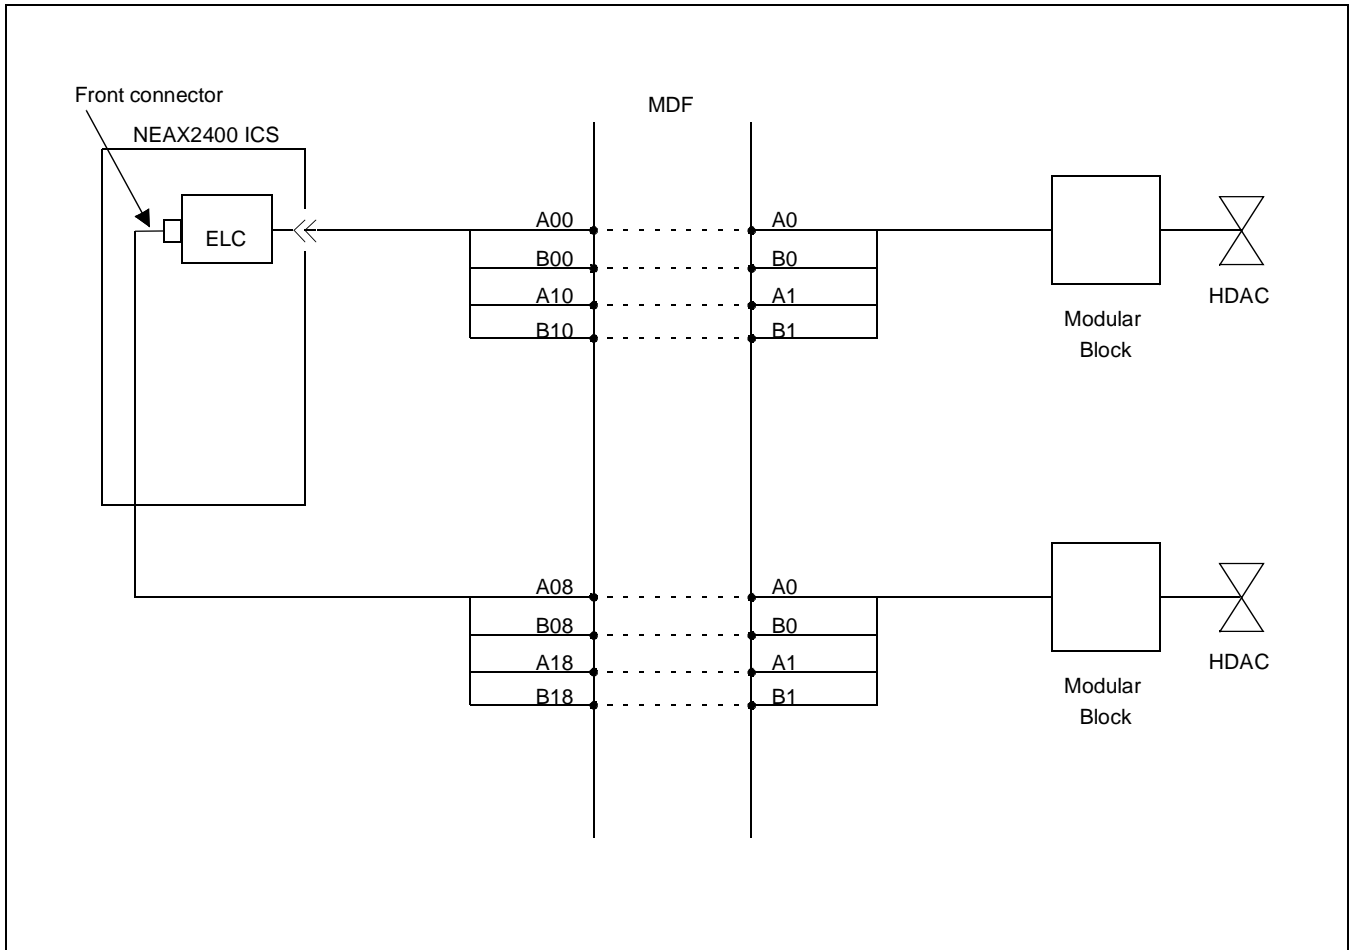 Front connector
MDF
NEAX2400 ICS
ELC
A00
A0
B00
B0
A10
A1
B10
B1
HDAC
Modular
Block
A08
A0
B08
B0
A18
A1
B18
B1
HDAC
Modular
Block